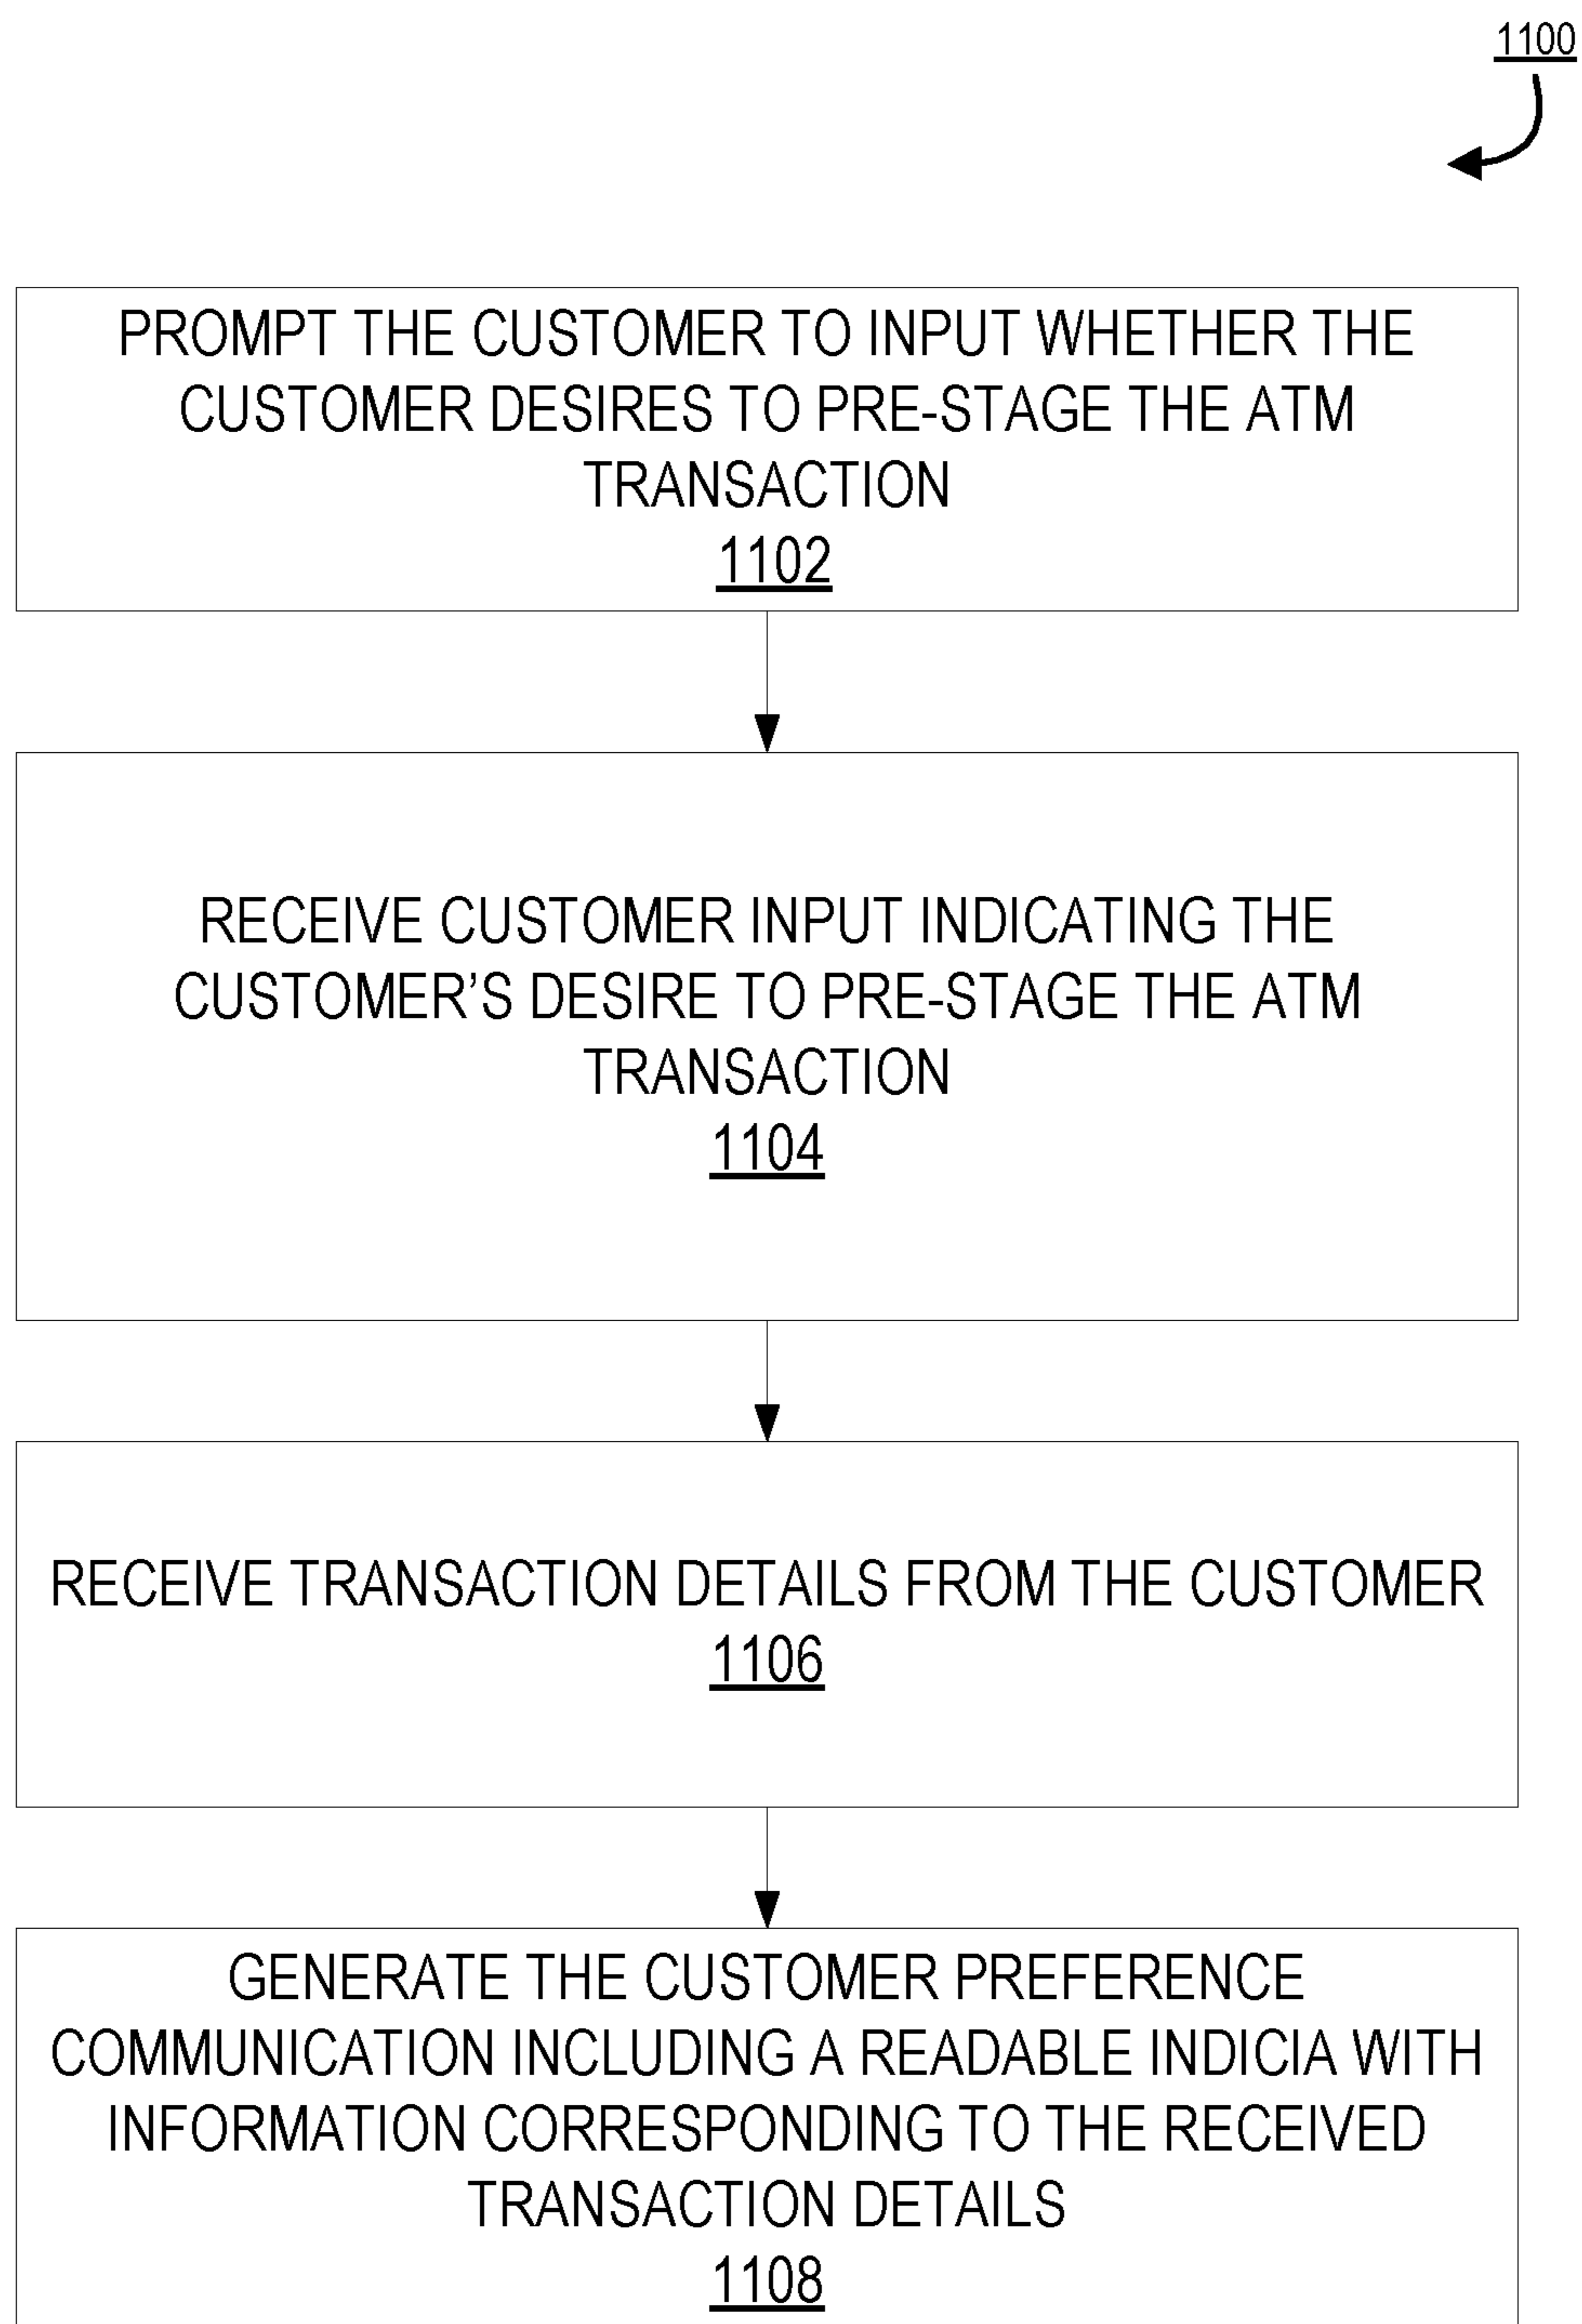 1100
PROMPT THE CUSTOMER TO INPUT WHETHER THE
CUSTOMER DESIRES TO PRE-STAGE THE ATM
TRANSACTION
1102
RECEIVE CUSTOMER INPUT INDICATING THE
CUSTOMER’S DESIRE TO PRE-STAGE THE ATM
TRANSACTION
1104
RECEIVE TRANSACTION DETAILS FROM THE CUSTOMER
1106
GENERATE THE CUSTOMER PREFERENCE
COMMUNICATION INCLUDING A READABLE INDICIA WITH
INFORMATION CORRESPONDING TO THE RECEIVED
TRANSACTION DETAILS
1108